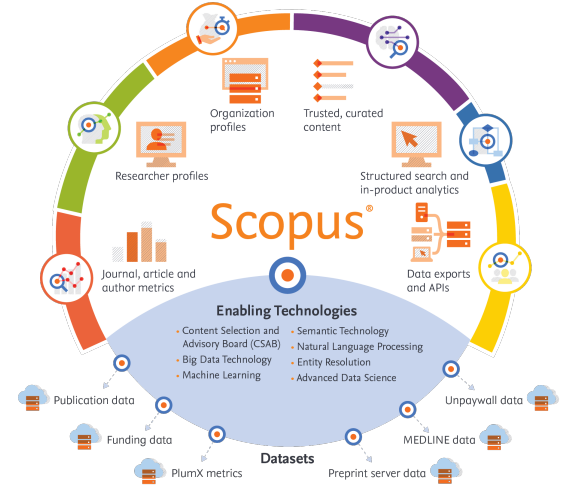 Organization
profiles
Trusted, curated
content
Researcher profiles
Structured search and
in-product analytics
Scopus®
Journal, article and
author metrics
Data exports
and APIs
Enabling Technologies
• Content Selection and
Advisory Board (CSAB)
• Big Data Technology
• Machine Learning
• Semantic Technology
• Natural Language Processing
• Entity Resolution
• Advanced Data Science
Publication data
Unpaywall data
Funding data
MEDLINE data
PlumX metrics
Datasets
Preprint server data